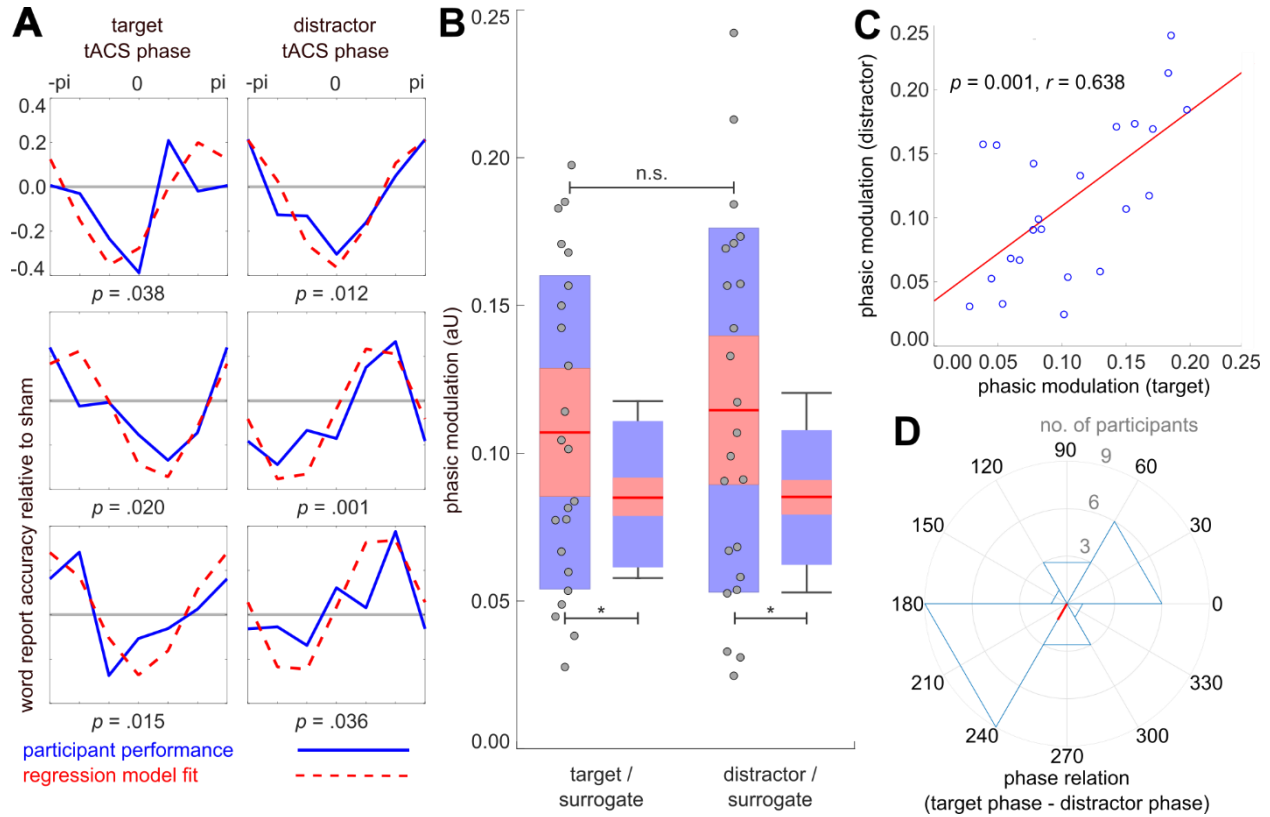 A
target
tACS phase
distractor
tACS phase
-pi 0 pi
-pi 0 pi
0.4
0.2
0.0
-0.2
-0.4
p = .038
p = .012
p = .020
p = .001
p = .015
p = .036
word report accuracy relative to sham
participant performance
regression model fit
B
phasic modulation (aU)
0.25
0.20
0.15
0.10
0.05
0.00
n.s.
*
*
target /
surrogate
distractor /
surrogate
C
phasic modulation (distractor)
0.25
0.20
0.15
0.10
0.05
0.00
p = 0.001, r = 0.638
0.00 0.05 0.10 0.15 0.20 0.25
phasic modulation (target)
D
no. of participants
90
9
120
60
6
150
3
30
180
0
210
330
240
300
270
phase relation
(target phase - distractor phase)